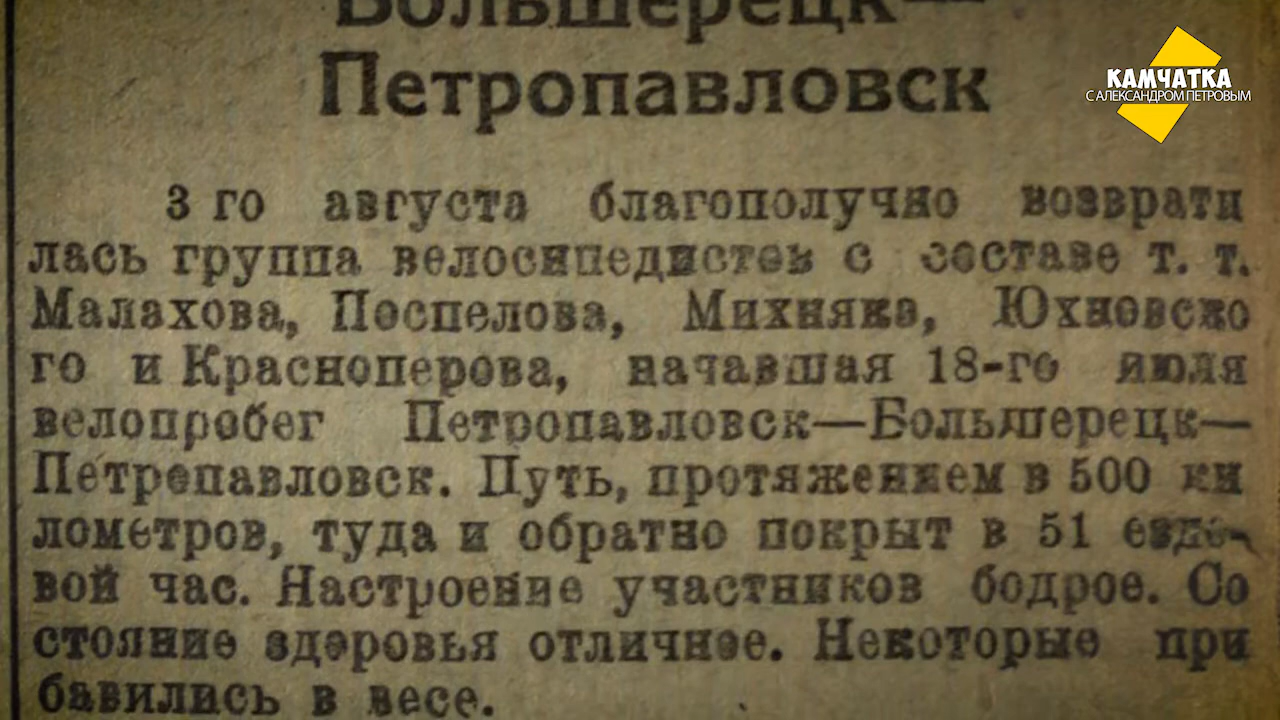 Большерецк—
Петропавловск
КАМЧАТКА
С АЛЕКСАНДРОМ ПЕТРОВЫМ
3 го августа благополучно возврати
лась группа велосипедистов с составе т. т.
Малахова, Поспелова, Михняка, Юхновско
го и Красноперова, начавшая 18-го июля
велопробег Петропавловск—Большерецк—
Петропавловск. Путь, протяжением в 500 ки
лометров, туда и обратно покрыт в 51 ездо-
вой час. Настроение участников бодрое. Со
стояние здоровья отличное. Некоторые при
бавились в весе.